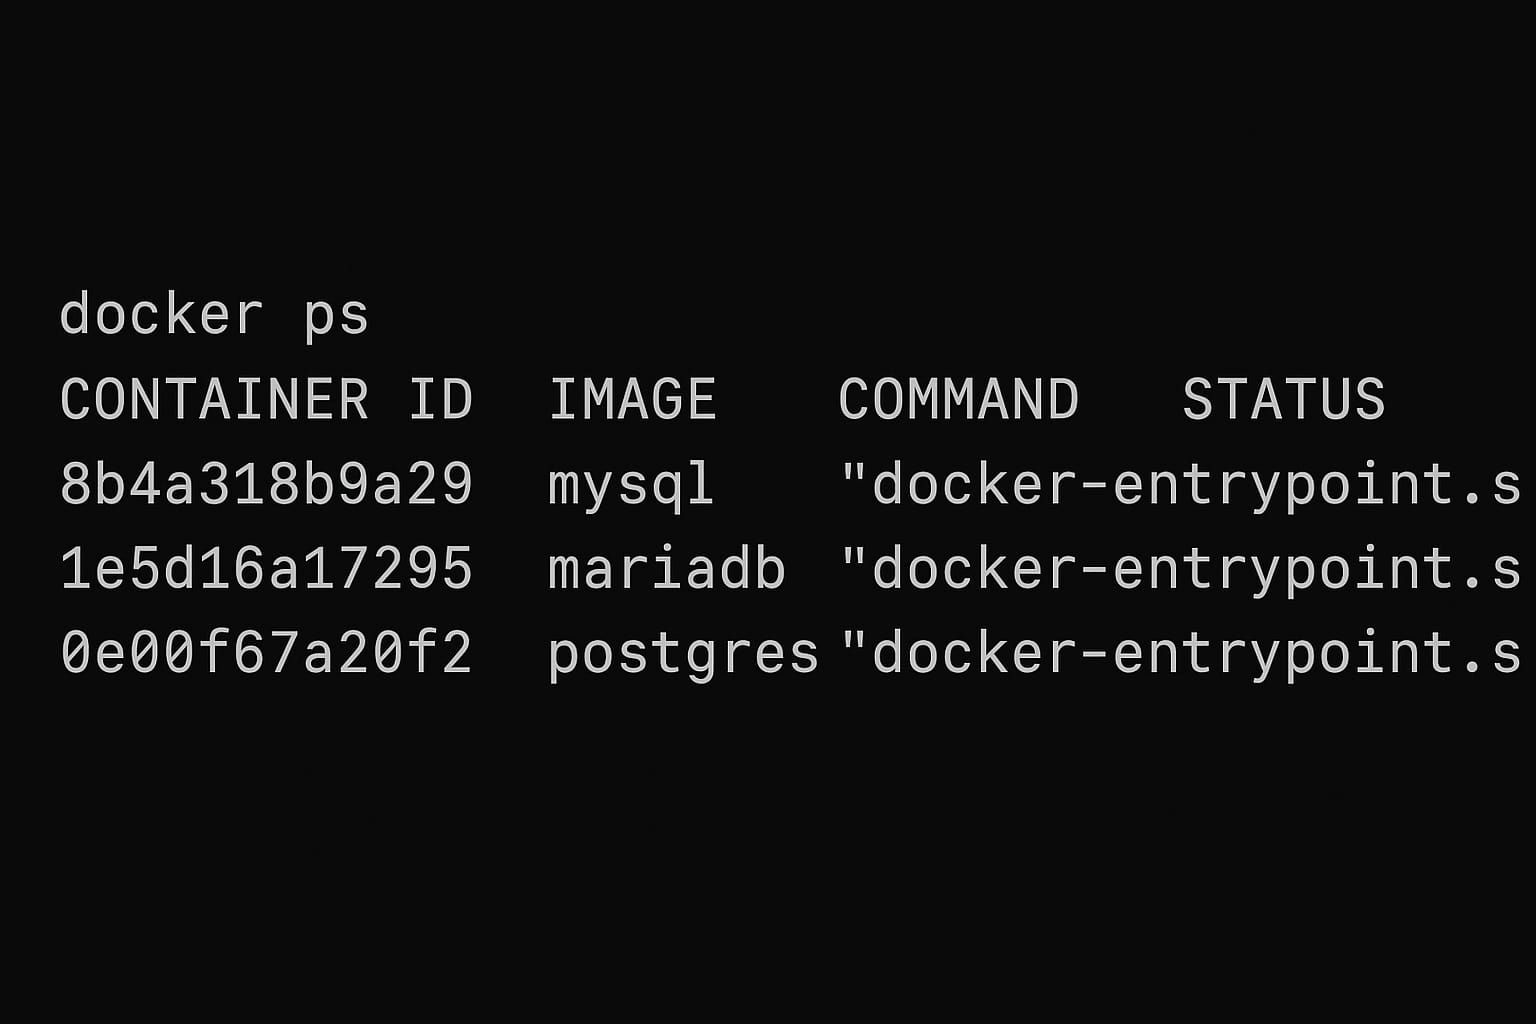 docker ps
CONTAINER ID IMAGE COMMAND STATUS
8b4a318b9a29 mysql "docker-entrypoint.s
1e5d16a17295 mariadb "docker-entrypoint.s
0e00f67a20f2 postgres "docker-entrypoint.s